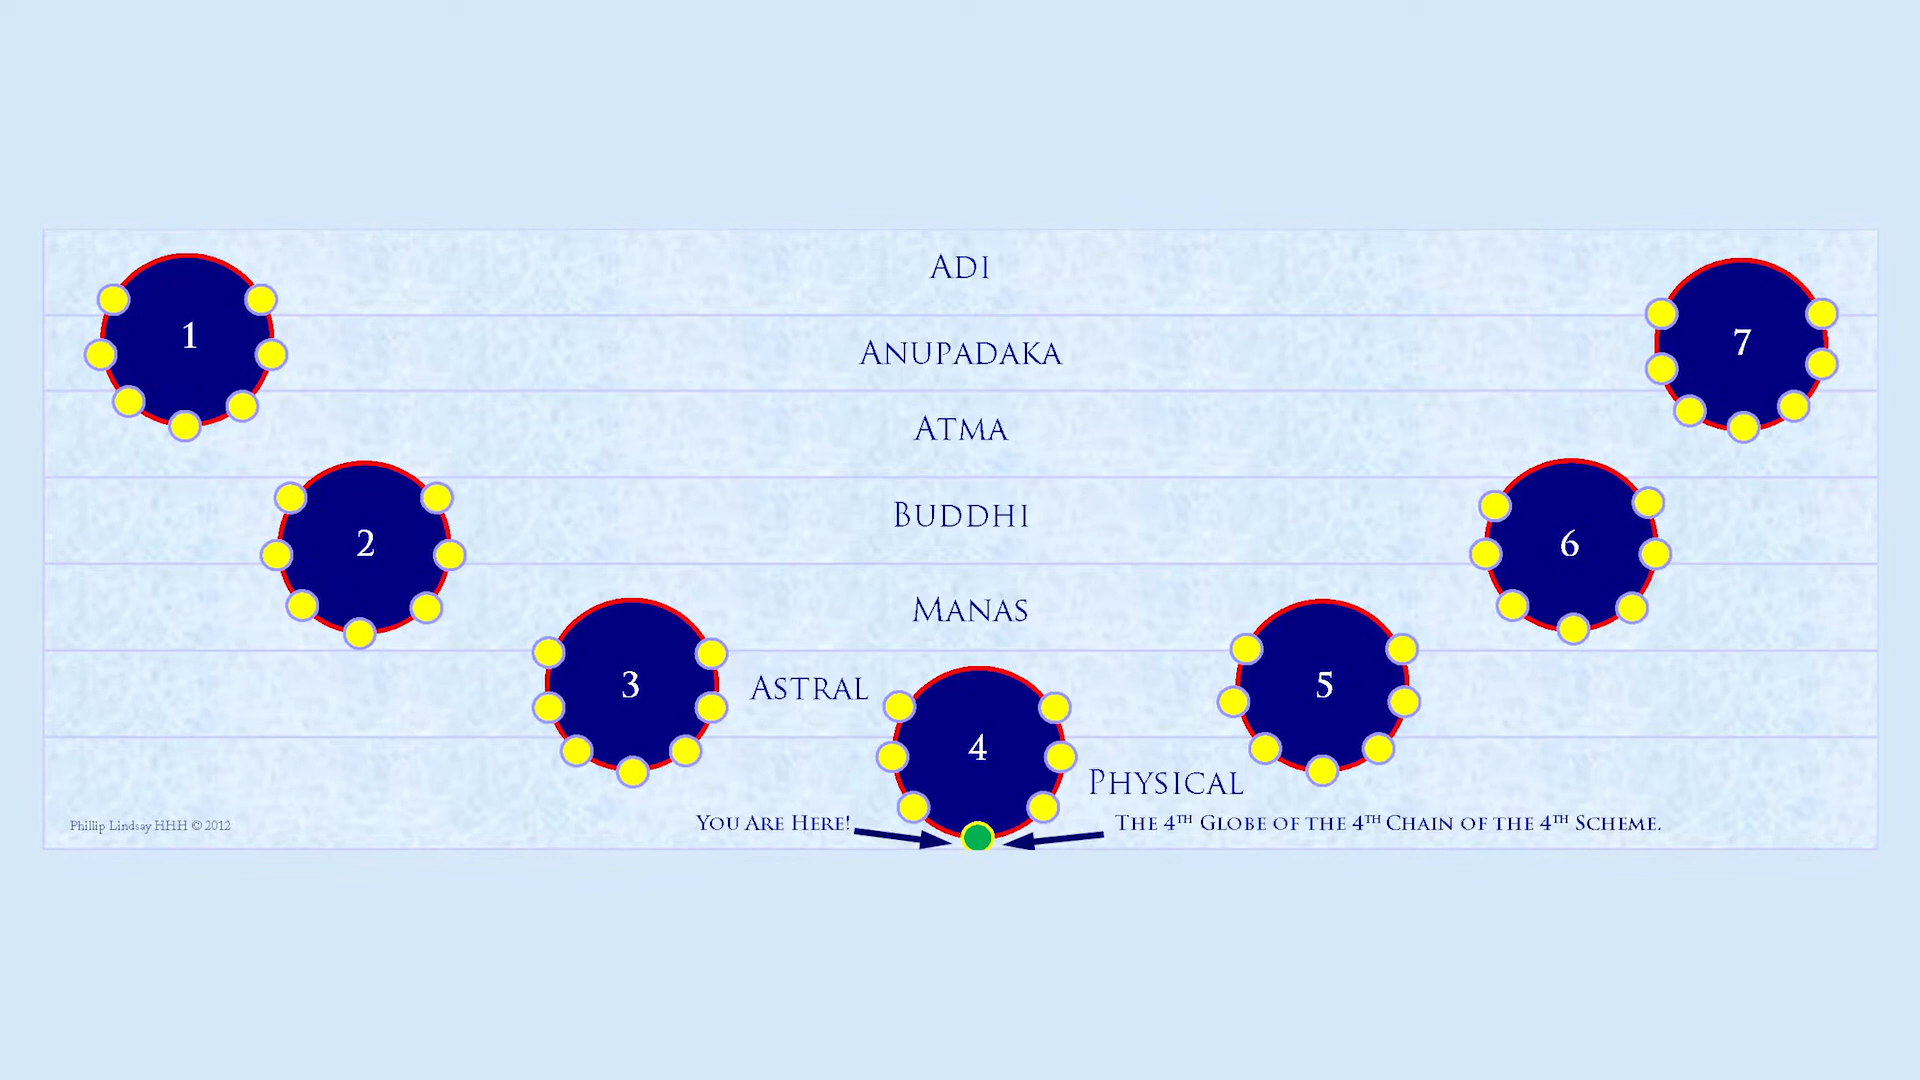 ADI
1
7
ANUPADAKA
ATMA
BUDDHI
2
6
MANAS
3
ASTRAL
5
4
PHYSICAL
Phillip Lindsay HHH © 2012
YOU ARE HERE!
THE 4TH GLOBE OF THE 4TH CHAIN OF THE 4TH SCHEME.